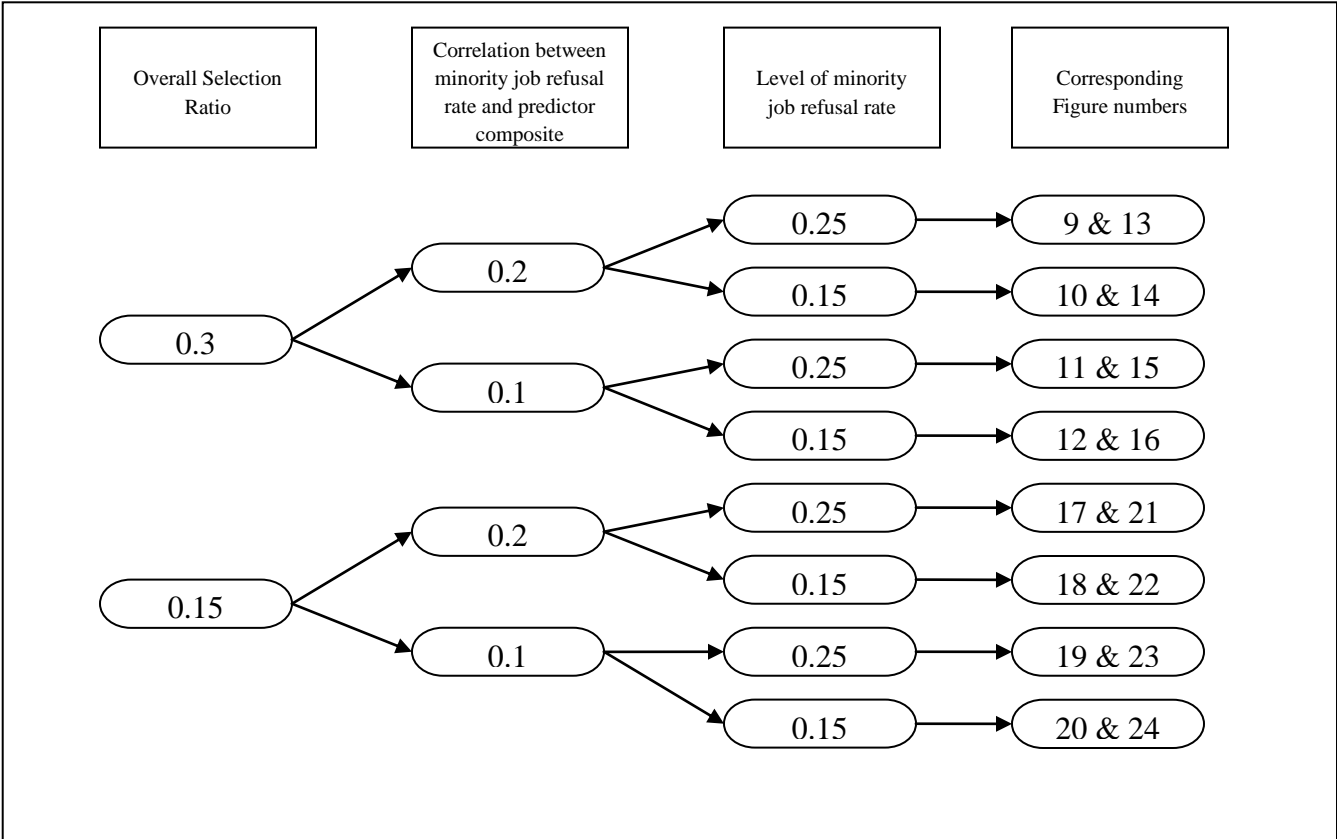 Overall Selection
Ratio
Correlation between
minority job refusal
rate and predictor
composite
Level of minority
job refusal rate
Corresponding
Figure numbers
0.3
0.2
0.25
9 & 13
0.15
10 & 14
0.1
0.25
11 & 15
0.15
12 & 16
0.15
0.2
0.25
17 & 21
0.15
18 & 22
0.1
0.25
19 & 23
0.15
20 & 24